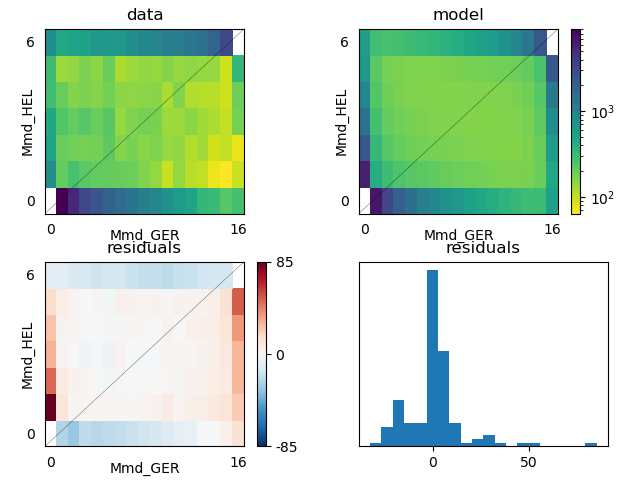 data
model
6
6
Mmd_HEL
Mmd_HEL
10³
10²
0
0
0
16
0
16
Mmd_GER
Mmd_GER
residuals
residuals
6
85
Mmd_HEL
0
0
-85
0
16
0
50
Mmd_GER